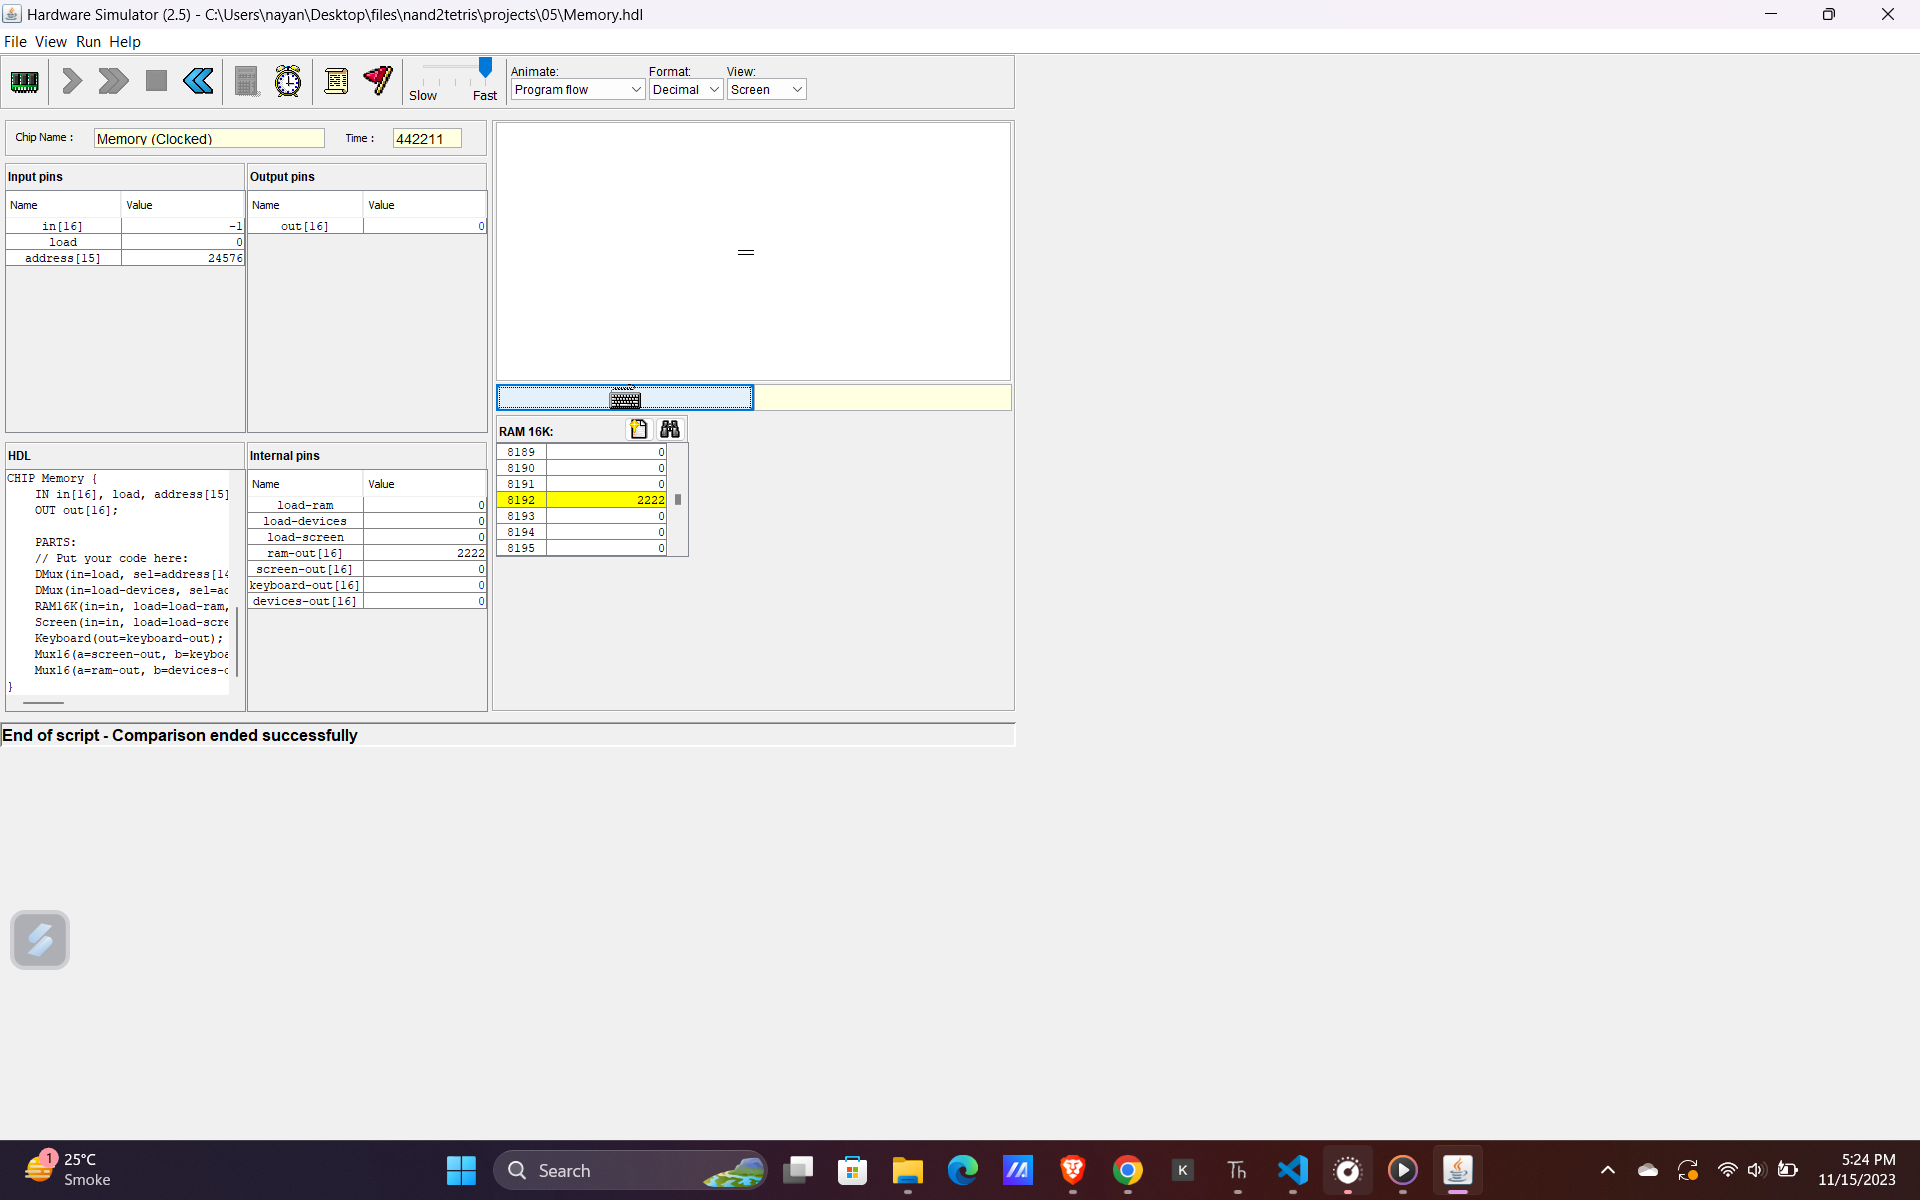 Hardware Simulator (2.5) - C:\Users\nayan\Desktop\files\nand2tetris\projects\05\Memory.hdl
File View Run Help
Slow Fast
Animate: Format: View:
Program flow Decimal Screen
Chip Name : Memory (Clocked) Time : 442211
Input pins Output pins
Name Value Name Value
in[16] -1 out[16] 0
load 0
address[15] 24576
RAM 16K:
8189 0
8190 0
8191 0
8192 2222
8193 0
8194 0
8195 0
HDL
CHIP Memory {
IN in[16], load, address[15]
OUT out[16];
PARTS:
// Put your code here:
DMux(in=load, sel=address[14
DMux(in=load-devices, sel=ad
RAM16K(in=in, load=load-ram,
Screen(in=in, load=load-scre
Keyboard(out=keyboard-out);
Mux16(a=screen-out, b=keyboa
Mux16(a=ram-out, b=devices-o
}
Internal pins
Name Value
load-ram 0
load-devices 0
load-screen 0
ram-out[16] 2222
screen-out[16] 0
keyboard-out[16] 0
devices-out[16] 0
End of script - Comparison ended successfully
1
25°C
Smoke
Search
K
Th
5:24 PM
11/15/2023